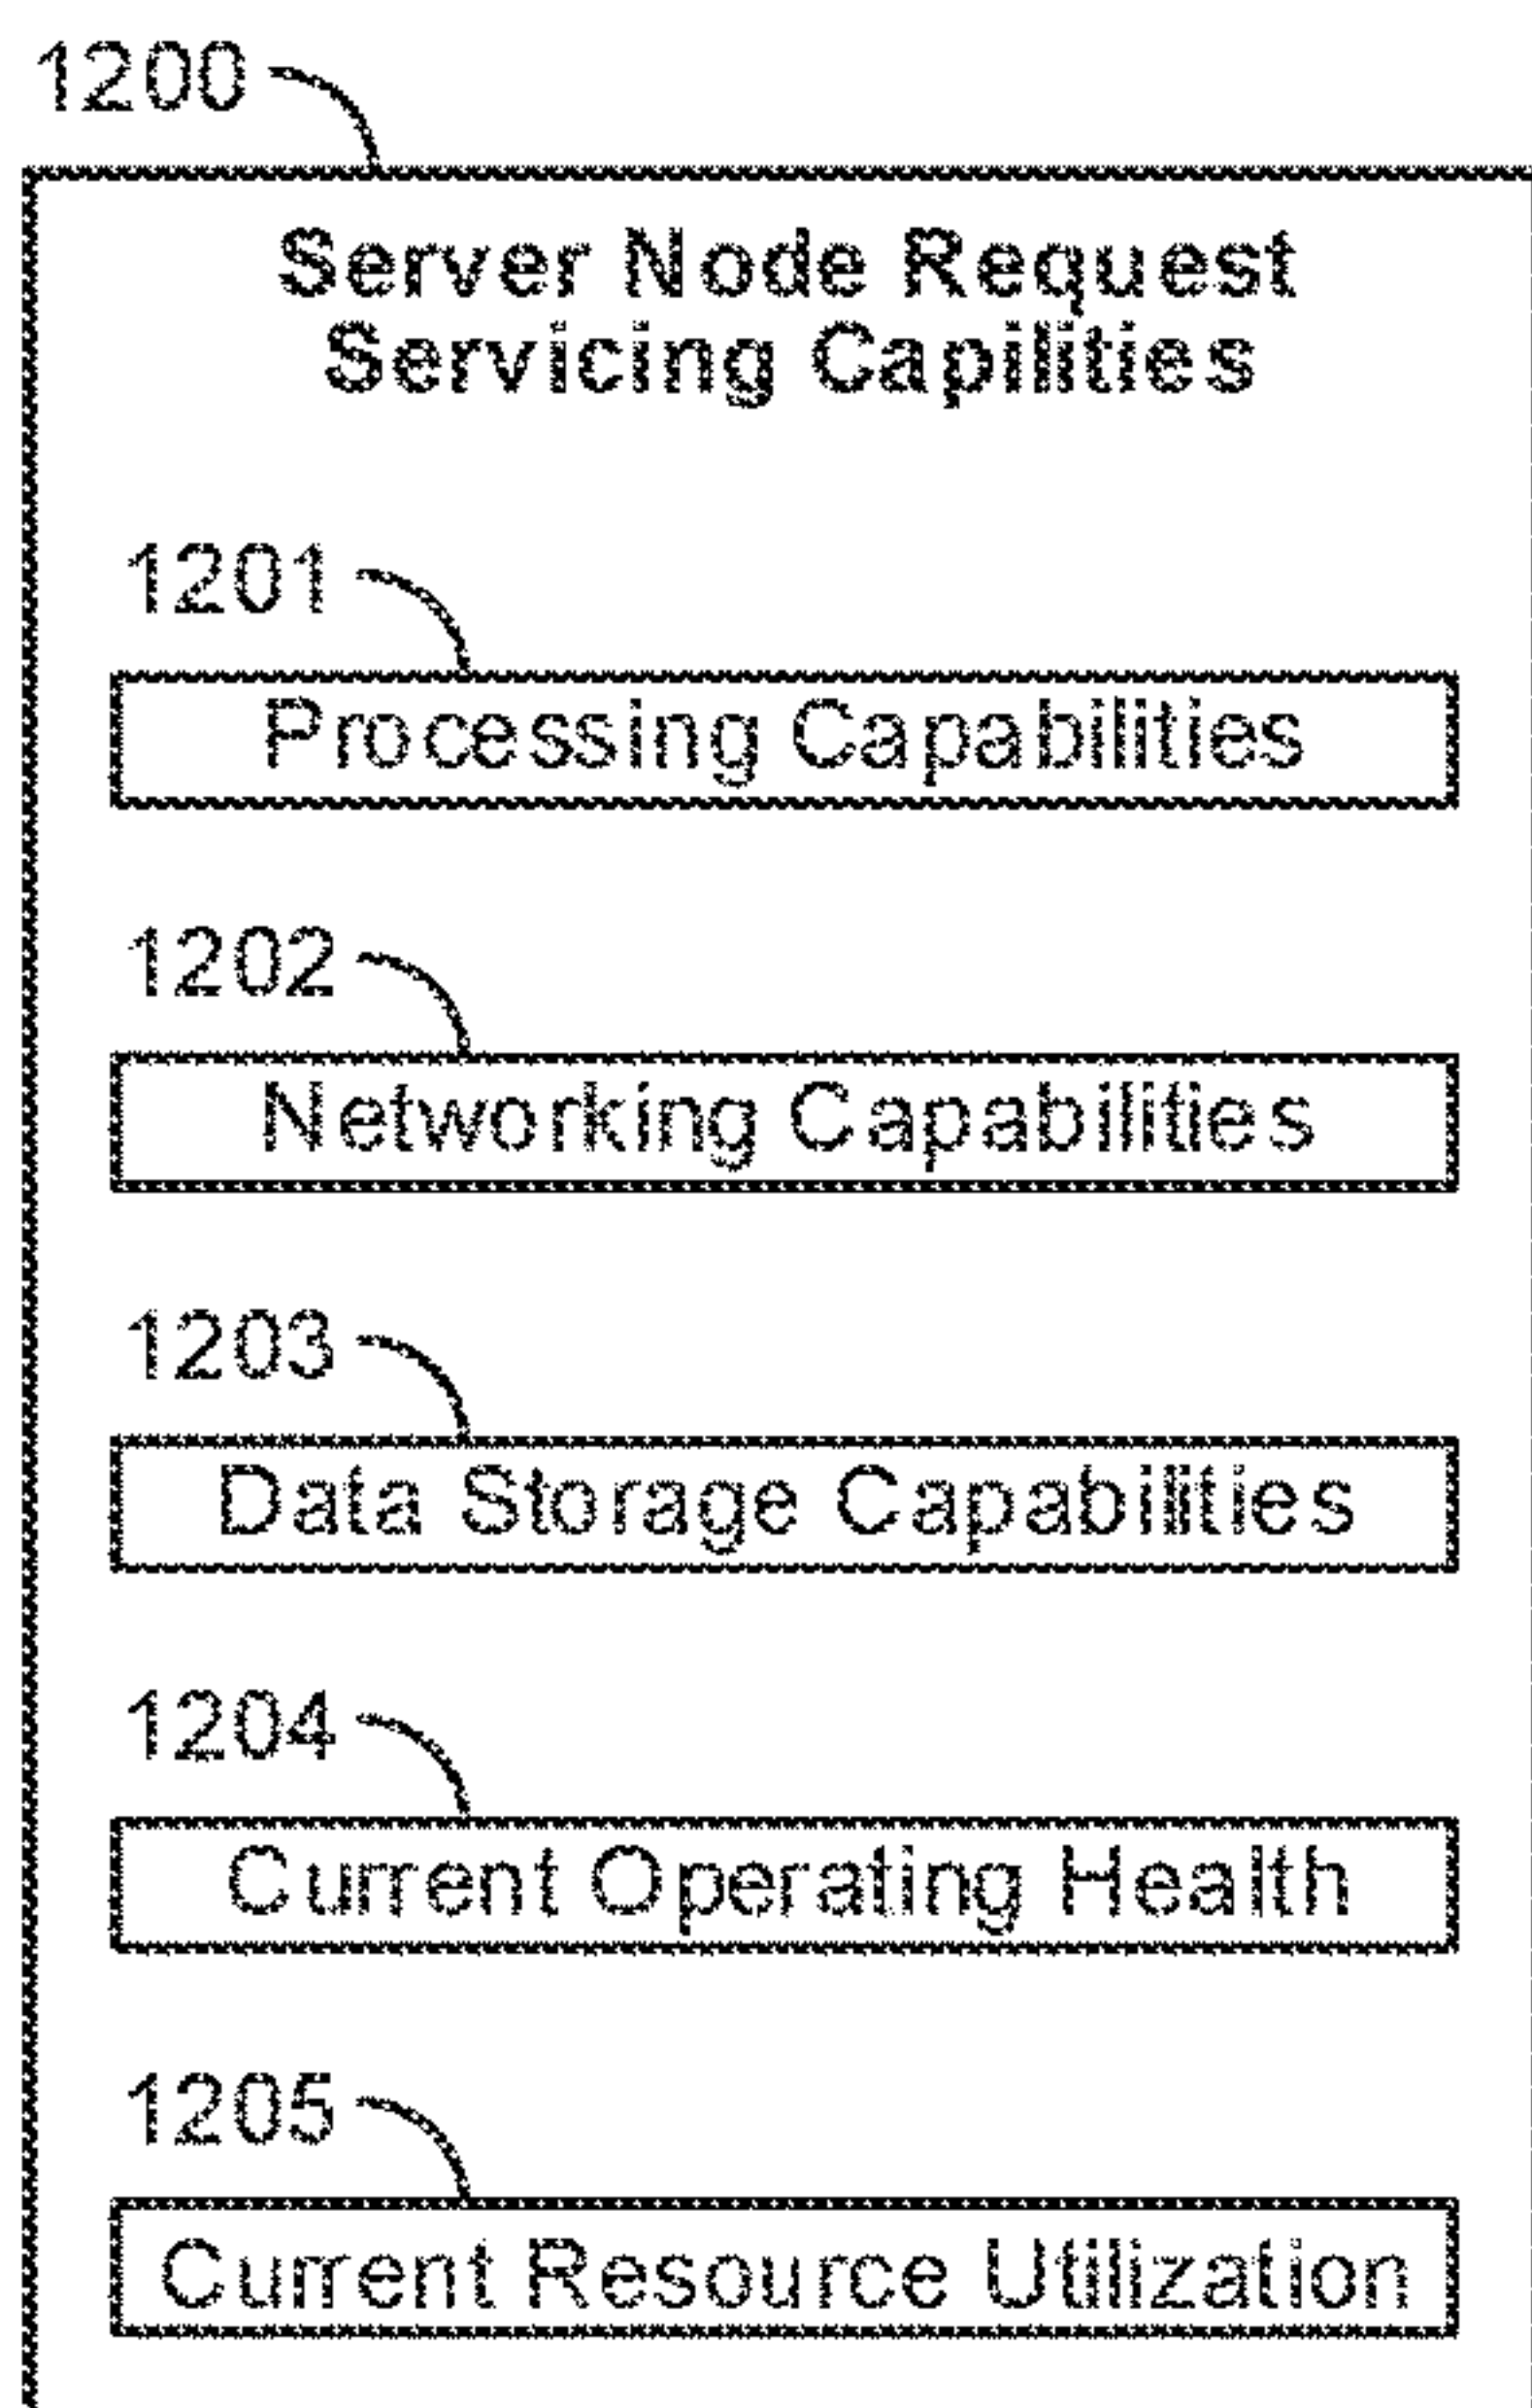 1200
Server Node Request
Servicing Capilities
1201
Processing Capabilities
1202
Networking Capabilities
1203
Data Storage Capabilities
1204
Current Operating Health
1205
Current Resource Utilization